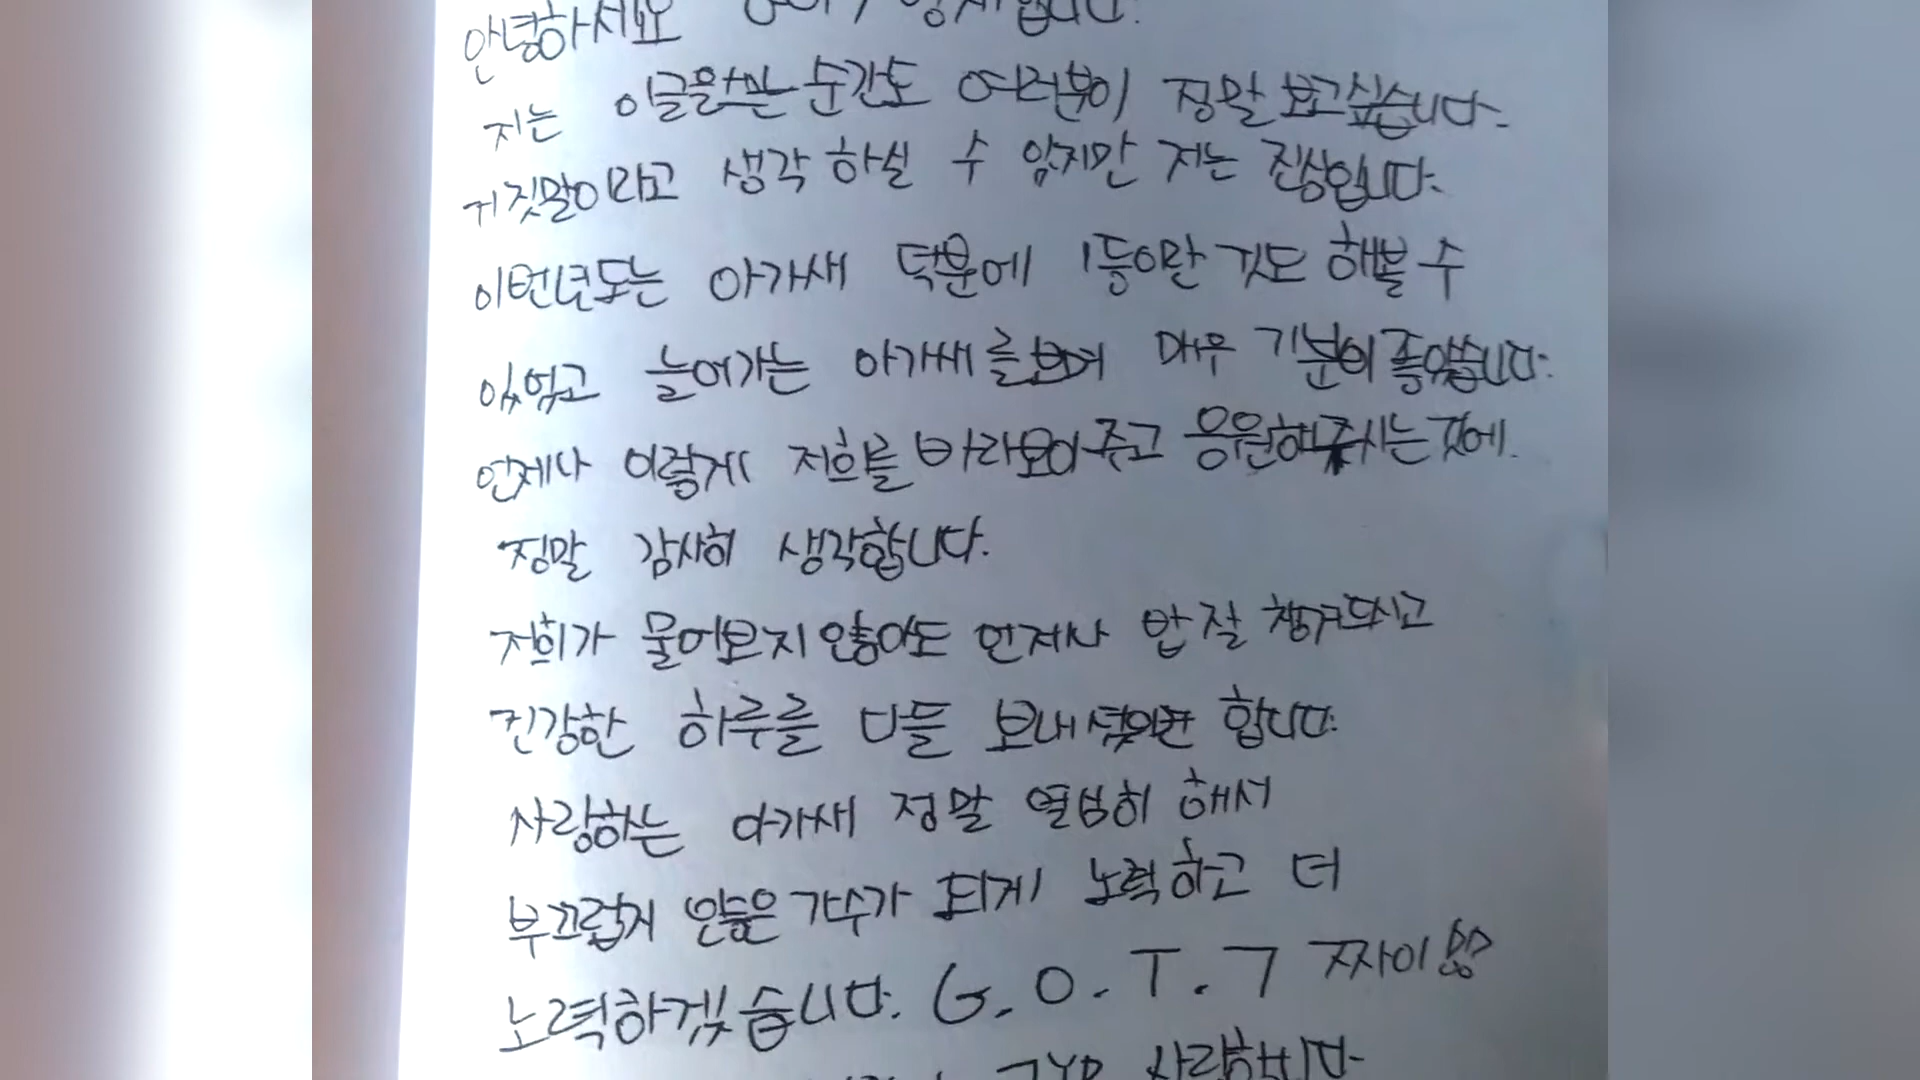 안녕하세요
저는 이글을쓰는 순간도 여러분이 정말 보고싶습니다.
거짓말이라고 생각 하실 수 있지만 저는 진심입니다.
이번년도는 아가새 덕분에 1등이란 것도 해볼 수
있었고 늘어가는 아가새를보며 매우 기분이 좋았습니다.
언제나 이렇게 저희를 바라보아주고 응원해주시는것에.
정말 감사히 생각합니다.
저희가 물어보지 않아도 언제나 밥 잘 챙겨드시고
건강한 하루를 다들 보내셨으면 합니다.
사랑하는 아가새 정말 열심히 해서
부끄럽지 않은 가수가 되게 노력하고 더
노력하겠습니다. G.O.T.7 짜이요
JYP 사랑합니다